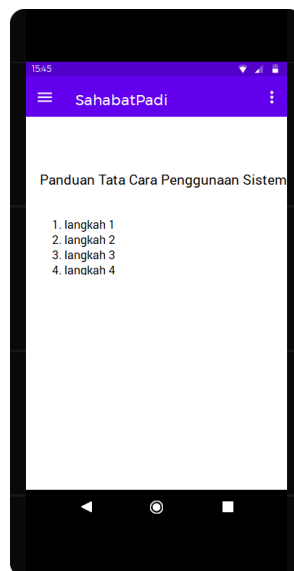 15:45
SahabatPadi
Panduan Tata Cara Penggunaan Sistem
1. langkah 1
2. langkah 2
3. langkah 3
4. langkah 4